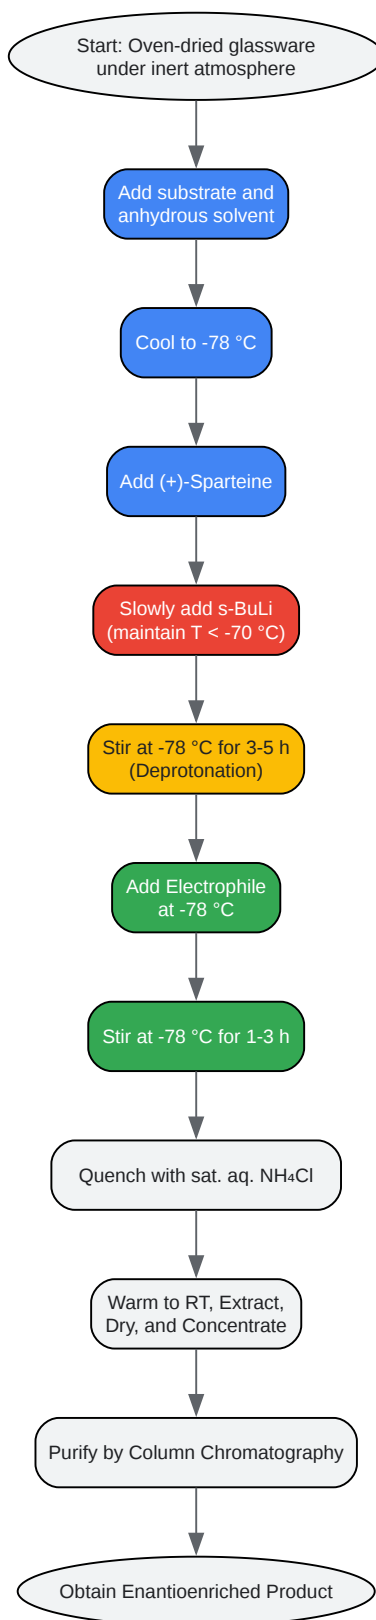 Start: Oven-dried glassware
under inert atmosphere
Add substrate and
anhydrous solvent
Cool to -78 °C
Add (+)-Sparteine
Slowly add s-BuLi
(maintain T < -70 °C)
Stir at -78 °C for 3-5 h
(Deprotonation)
Add Electrophile
at -78 °C
Stir at -78 °C for 1-3 h
Quench with sat. aq. NH₄Cl
Warm to RT, Extract,
Dry, and Concentrate
Purify by Column Chromatography
Obtain Enantioenriched Product